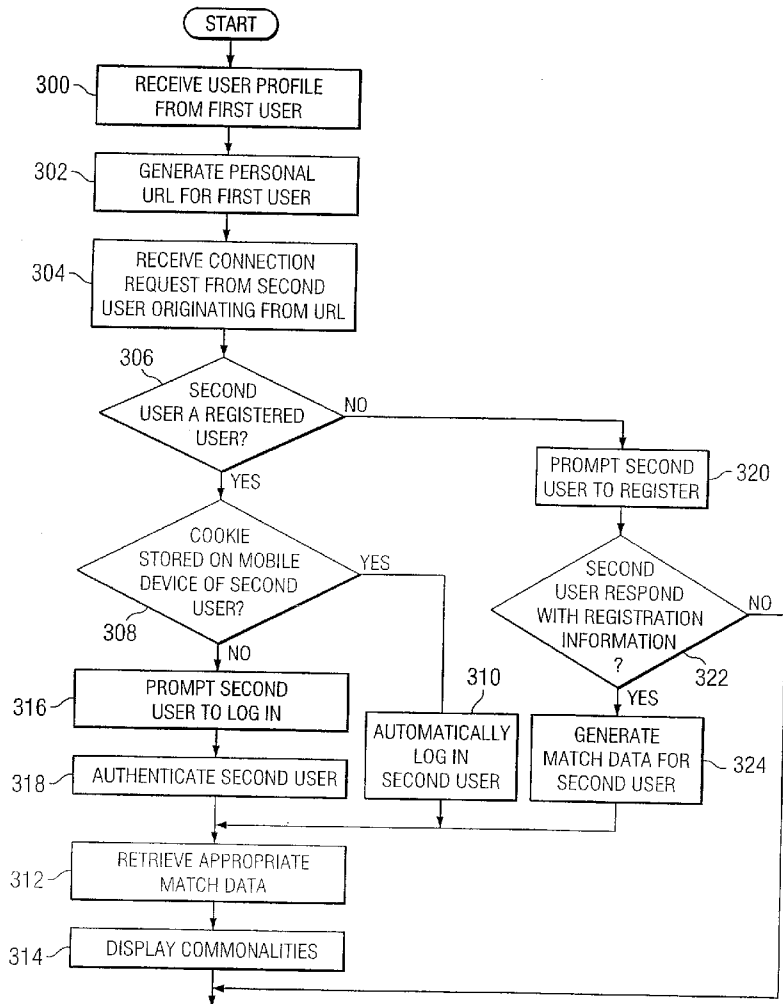 START
300
RECEIVE USER PROFILE
FROM FIRST USER
302
GENERATE PERSONAL
URL FOR FIRST USER
304
RECEIVE CONNECTION
REQUEST FROM SECOND
USER ORIGINATING FROM URL
306
SECOND
USER A REGISTERED
USER?
NO
YES
PROMPT SECOND
USER TO REGISTER
320
COOKIE
STORED ON MOBILE
DEVICE OF SECOND
USER?
YES
308
NO
SECOND
USER RESPOND
WITH REGISTRATION
INFORMATION
?
NO
322
YES
316
PROMPT SECOND
USER TO LOG IN
310
AUTOMATICALLY
LOG IN
SECOND USER
GENERATE
MATCH DATA FOR
SECOND USER
324
318
AUTHENTICATE SECOND USER
312
RETRIEVE APPROPRIATE
MATCH DATA
314
DISPLAY COMMONALITIES